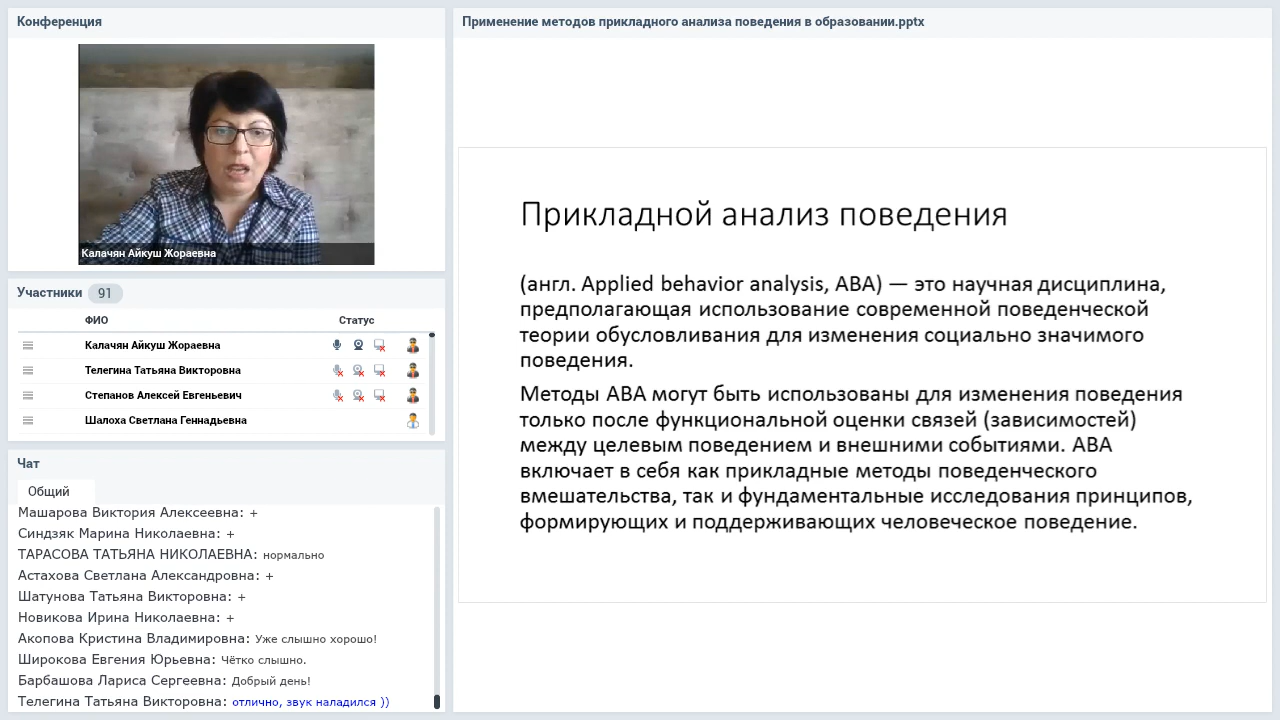 Конференция
Калачян Айкуш Жораевна
Участники 91
ФИО Статус
Калачян Айкуш Жораевна
Телегина Татьяна Викторовна
Степанов Алексей Евгеньевич
Шалоха Светлана Геннадьевна
Чат
Общий
Машарова Виктория Алексеевна: +
Синдзяк Марина Николаевна: +
ТАРАСОВА ТАТЬЯНА НИКОЛАЕВНА: нормально
Астахова Светлана Александровна: +
Шатунова Татьяна Викторовна: +
Новикова Ирина Николаевна: +
Акопова Кристина Владимировна: Уже слышно хорошо!
Широкова Евгения Юрьевна: Чётко слышно.
Барбашова Лариса Сергеевна: Добрый день!
Телегина Татьяна Викторовна: отлично, звук наладился ))
Применение методов прикладного анализа поведения в образовании.pptx
Прикладной анализ поведения
(англ. Applied behavior analysis, ABA) — это научная дисциплина,
предполагающая использование современной поведенческой
теории обусловливания для изменения социально значимого
поведения.
Методы АВА могут быть использованы для изменения поведения
только после функциональной оценки связей (зависимостей)
между целевым поведением и внешними событиями. АВА
включает в себя как прикладные методы поведенческого
вмешательства, так и фундаментальные исследования принципов,
формирующих и поддерживающих человеческое поведение.